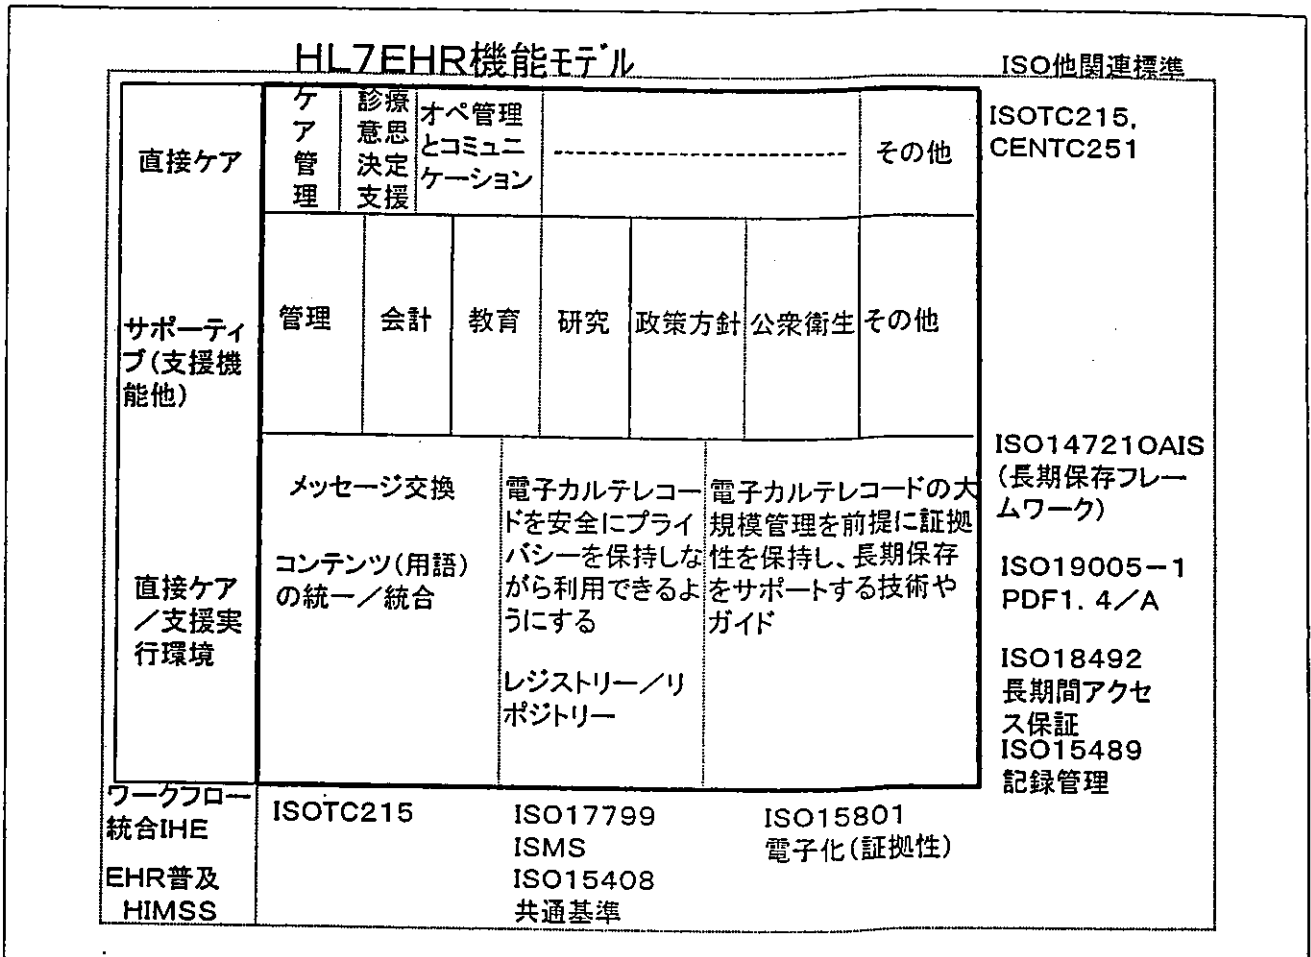 HL7EHR機能モデル
ISO他関連標準
直接ケア
ケ
ア
管
理
診療
意思
決定
支援
オペ管理
とコミュニ
ケーション
その他
ISOTC215,
CENTC251
サポーティ
ブ(支援機
能他)
管理
会計
教育
研究
政策方針
公衆衛生
その他
直接ケア
／支援実
行環境
メッセージ交換
コンテンツ(用語)
の統一／統合
電子カルテレコー
ドを安全にプライ
バシーを保持しな
がら利用できるよ
うにする
レジストリー／リ
ポジトリー
電子カルテレコードの大
規模管理を前提に証拠
性を保持し、長期保存
をサポートする技術や
ガイド
ISO14721OAIS
(長期保存フレー
ムワーク)
ISO19005－1
PDF1．4／A
ISO18492
長期間アクセ
ス保証
ISO15489
記録管理
ワークフロー
統合IHE
EHR普及
HIMSS
ISOTC215
ISO17799
ISMS
ISO15408
共通基準
ISO15801
電子化(証拠性)